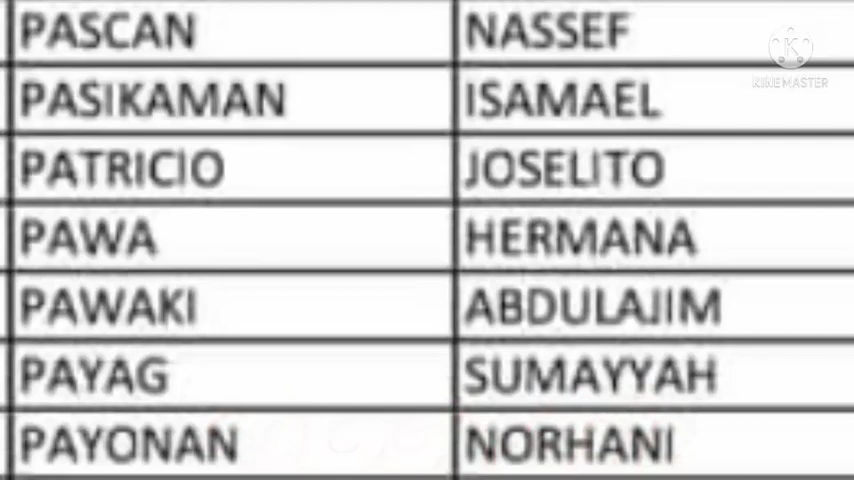 PASCAN NASSEF
KINEMASTER
PASIKAMAN ISAMAEL
PATRICIO JOSELITO
PAWA HERMANA
PAWAKI ABDULAJIM
PAYAG SUMAYYAH
PAYONAN NORHANI